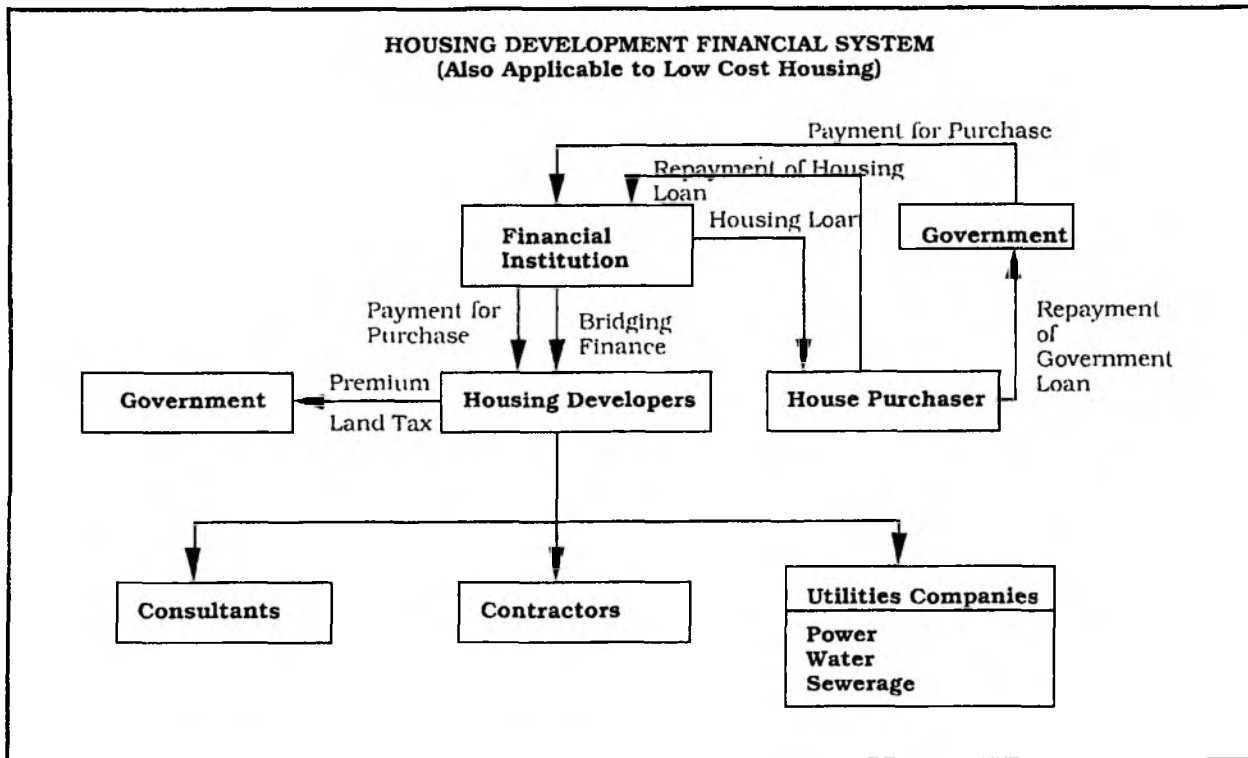 HOUSING DEVELOPMENT FINANCIAL SYSTEM
(Also Applicable to Low Cost Housing)
Payment for Purchase
Repayment of Housing
Loan
Housing Loan
Financial
Institution
Government
Payment for
Purchase
Bridging
Finance
Repayment
of
Government
Loan
Government
Premium
Land Tax
Housing Developers
House Purchaser
Consultants
Contractors
Utilities Companies
Power
Water
Sewerage